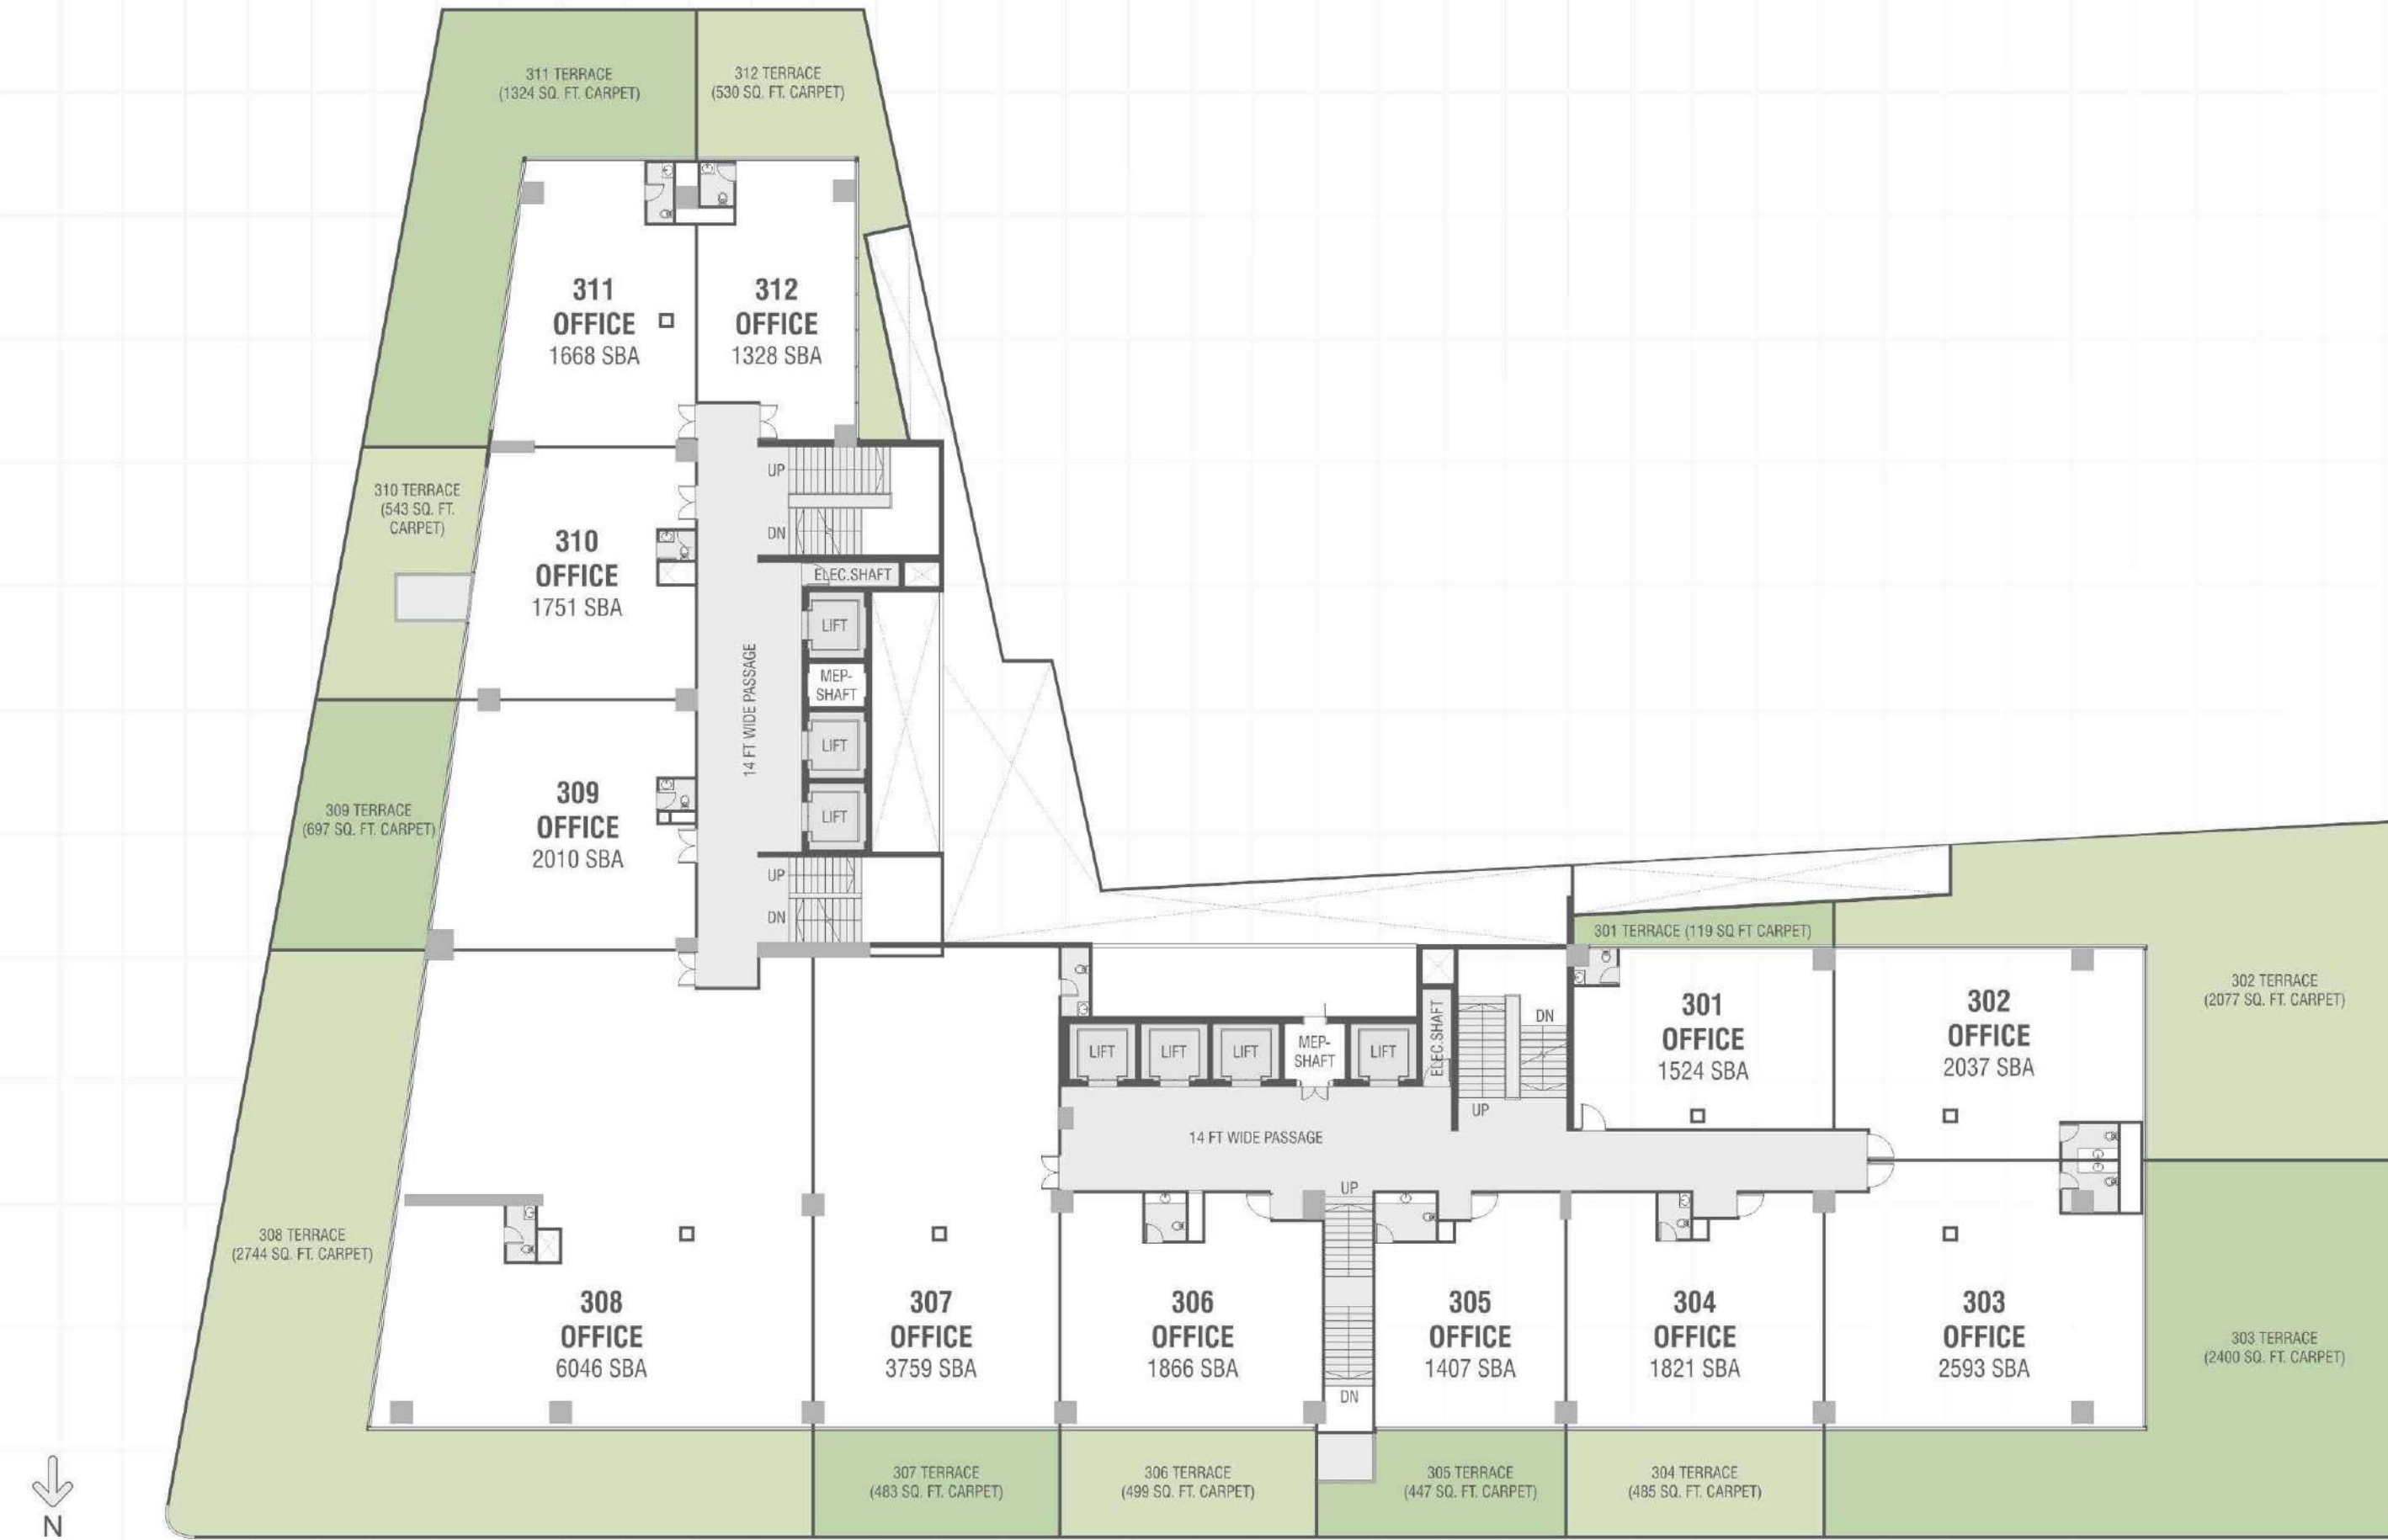 311 TERRACE
(1324 SQ. FT. CARPET)
312 TERRACE
(530 SQ. FT. CARPET)
311
OFFICE
1668 SBA
312
OFFICE
1328 SBA
UP
DN
310 TERRACE
(543 SQ. FT.
CARPET)
310
OFFICE
1751 SBA
ELEC.SHAFT
LIFT
MEP-
SHAFT
LIFT
LIFT
14 FT WIDE PASSAGE
309 TERRACE
(697 SQ. FT. CARPET)
309
OFFICE
2010 SBA
UP
DN
301 TERRACE (119 SQ FT CARPET)
302 TERRACE
(2077 SQ. FT. CARPET)
301
OFFICE
1524 SBA
302
OFFICE
2037 SBA
LIFT
LIFT
LIFT
MEP-
SHAFT
LIFT
ELEC.SHAFT
DN
UP
14 FT WIDE PASSAGE
UP
DN
308 TERRACE
(2744 SQ. FT. CARPET)
308
OFFICE
6046 SBA
307
OFFICE
3759 SBA
306
OFFICE
1866 SBA
305
OFFICE
1407 SBA
304
OFFICE
1821 SBA
303
OFFICE
2593 SBA
303 TERRACE
(2400 SQ. FT. CARPET)
307 TERRACE
(483 SQ. FT. CARPET)
306 TERRACE
(499 SQ. FT. CARPET)
305 TERRACE
(447 SQ. FT. CARPET)
304 TERRACE
(485 SQ. FT. CARPET)
N